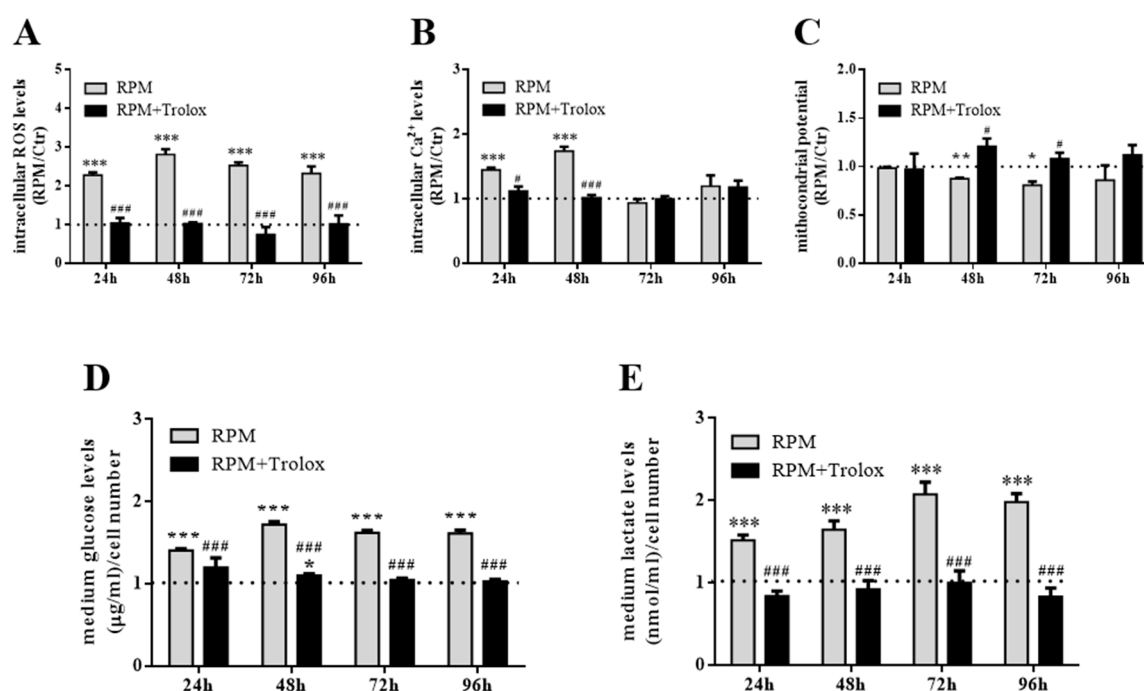 A
intracellular ROS levels
(RPM/Ctr)
5
4
3
2
1
0
RPM
RPM+Trolox
***
###
***
###
***
###
***
###
24h
48h
72h
96h
B
intracellular Ca²⁺ levels
(RPM/Ctr)
3
2
1
0
RPM
RPM+Trolox
***
#
***
###
24h
48h
72h
96h
C
mithocondrial potential
(RPM/Ctr)
2.0
1.5
1.0
0.5
0.0
RPM
RPM+Trolox
**
#
*
#
24h
48h
72h
96h
D
medium glucose levels
(µg/ml)/cell number
3
2
1
0
RPM
RPM+Trolox
***
###
***
###
*
***
###
***
###
24h
48h
72h
96h
E
medium lactate levels
(nmol/ml)/cell number
3
2
1
0
RPM
RPM+Trolox
***
###
***
###
***
###
***
###
24h
48h
72h
96h